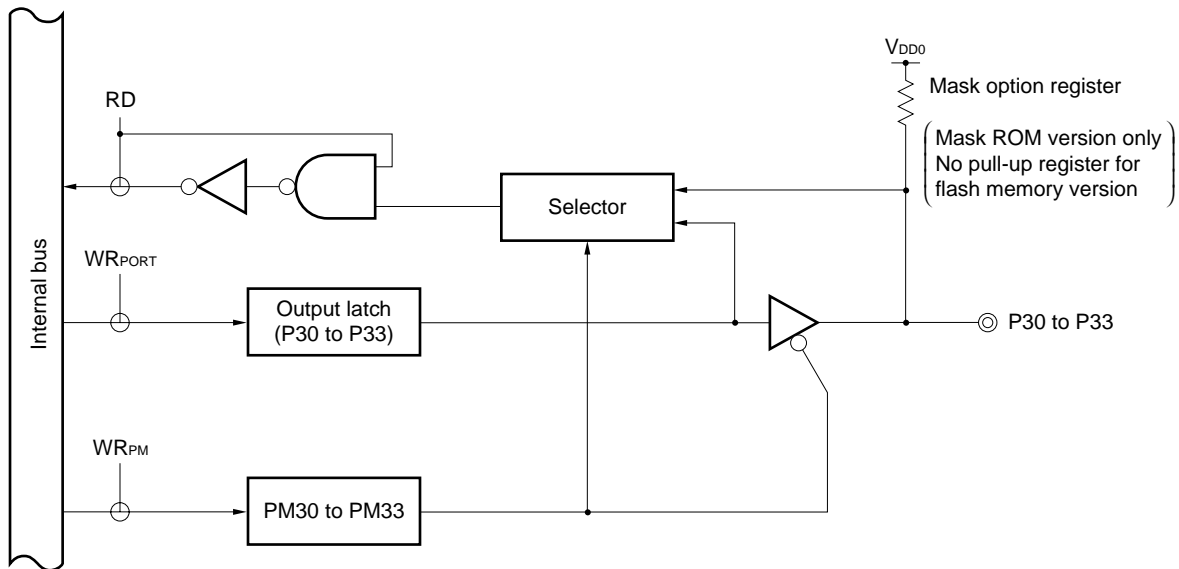 VDD0
Mask option register
Mask ROM version only
No pull-up register for
flash memory version
RD
Selector
Internal bus
WRPORT
Output latch
(P30 to P33)
P30 to P33
WRPM
PM30 to PM33